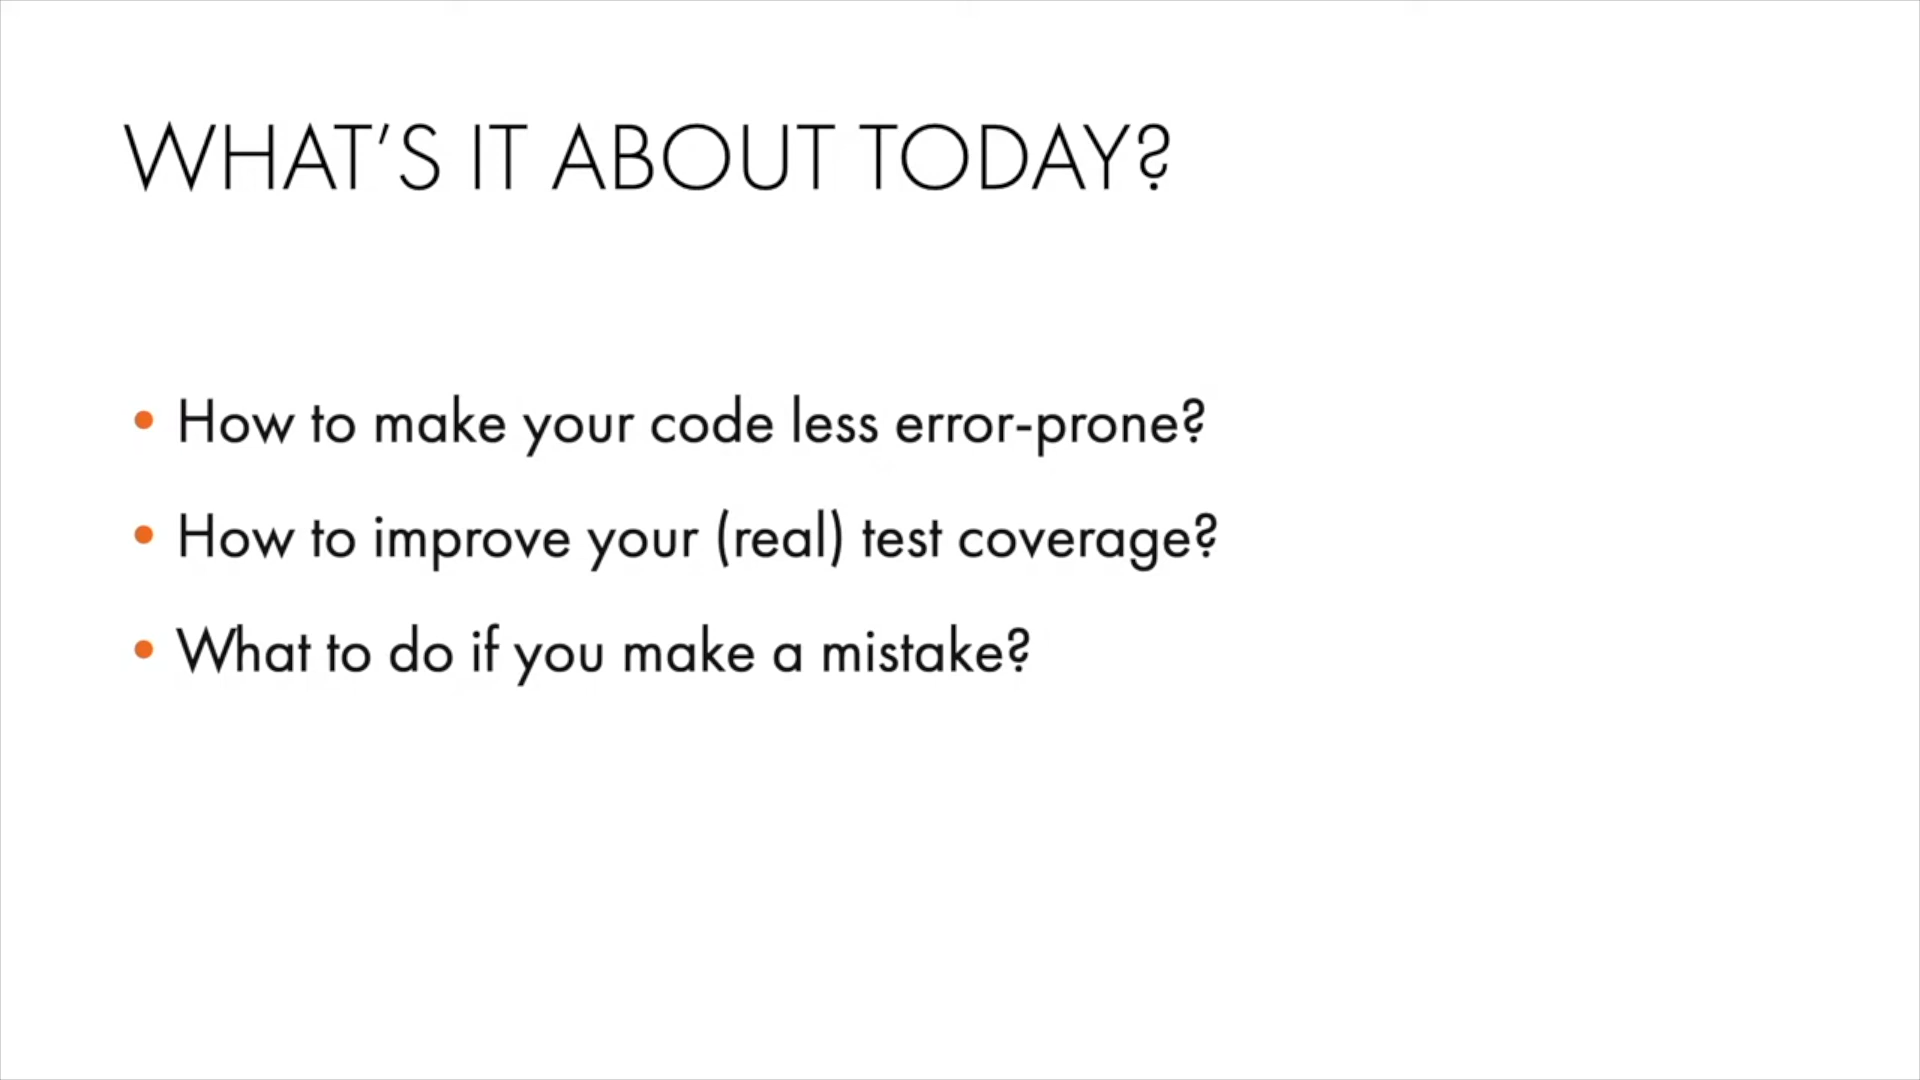 WHAT’S IT ABOUT TODAY?
• How to make your code less error-prone?
• How to improve your (real) test coverage?
• What to do if you make a mistake?